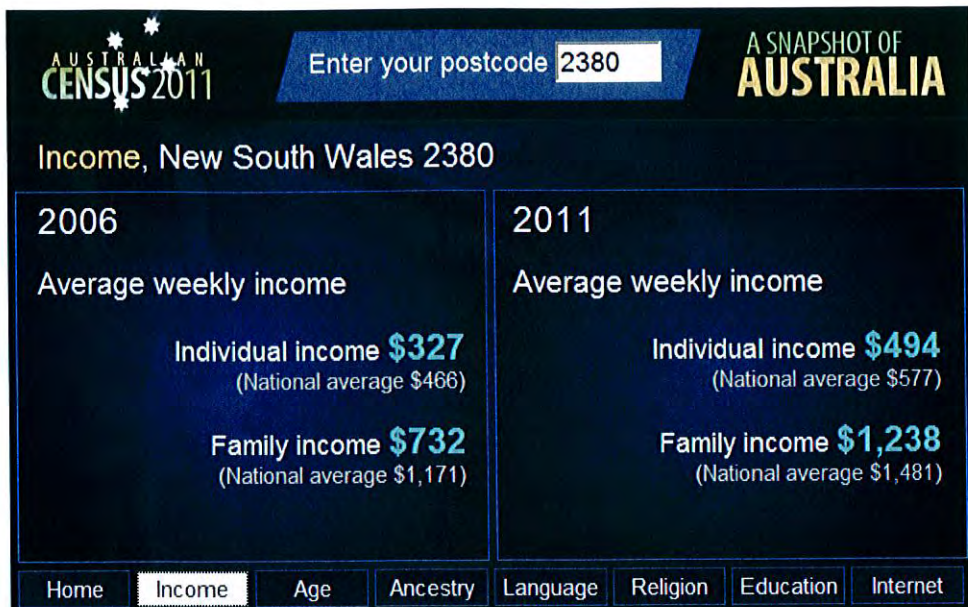 AUSTRALIAN
CENSUS 2011
Enter your postcode 2380
A SNAPSHOT OF
AUSTRALIA
Income, New South Wales 2380
2006
Average weekly income
Individual income $327
(National average $466)
Family income $732
(National average $1,171)
2011
Average weekly income
Individual income $494
(National average $577)
Family income $1,238
(National average $1,481)
Home Income Age Ancestry Language Religion Education Internet